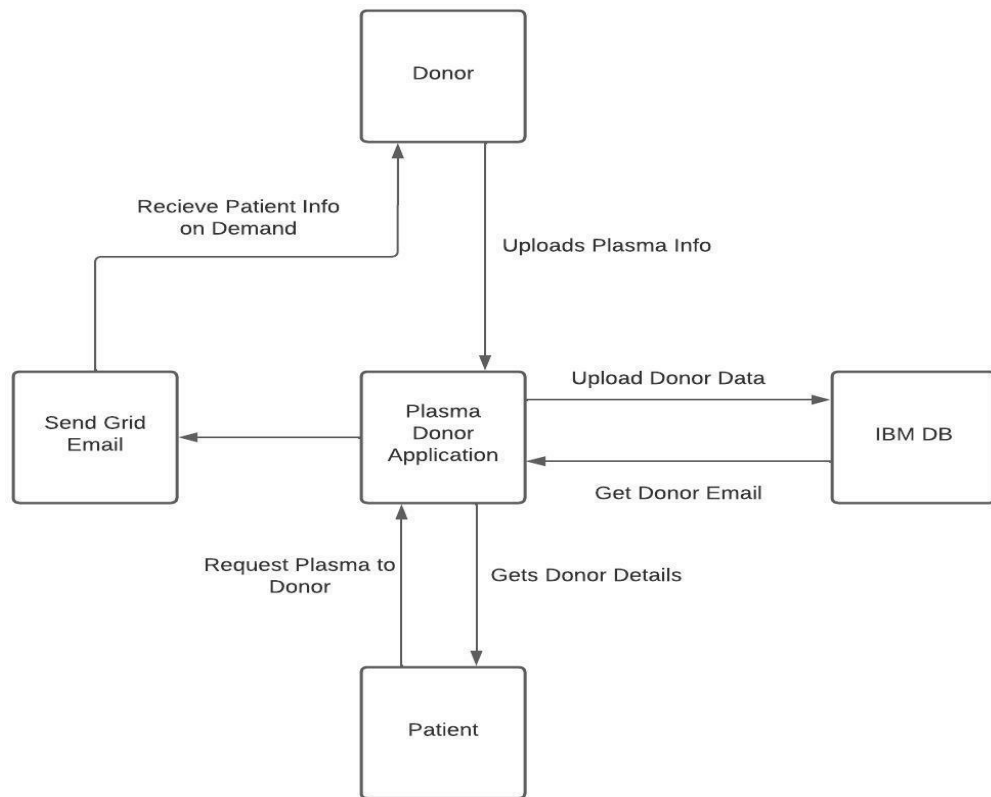 Donor
Recieve Patient Info
on Demand
Uploads Plasma Info
Send Grid
Email
Plasma
Donor
Application
Upload Donor Data
IBM DB
Get Donor Email
Request Plasma to
Donor
Gets Donor Details
Patient